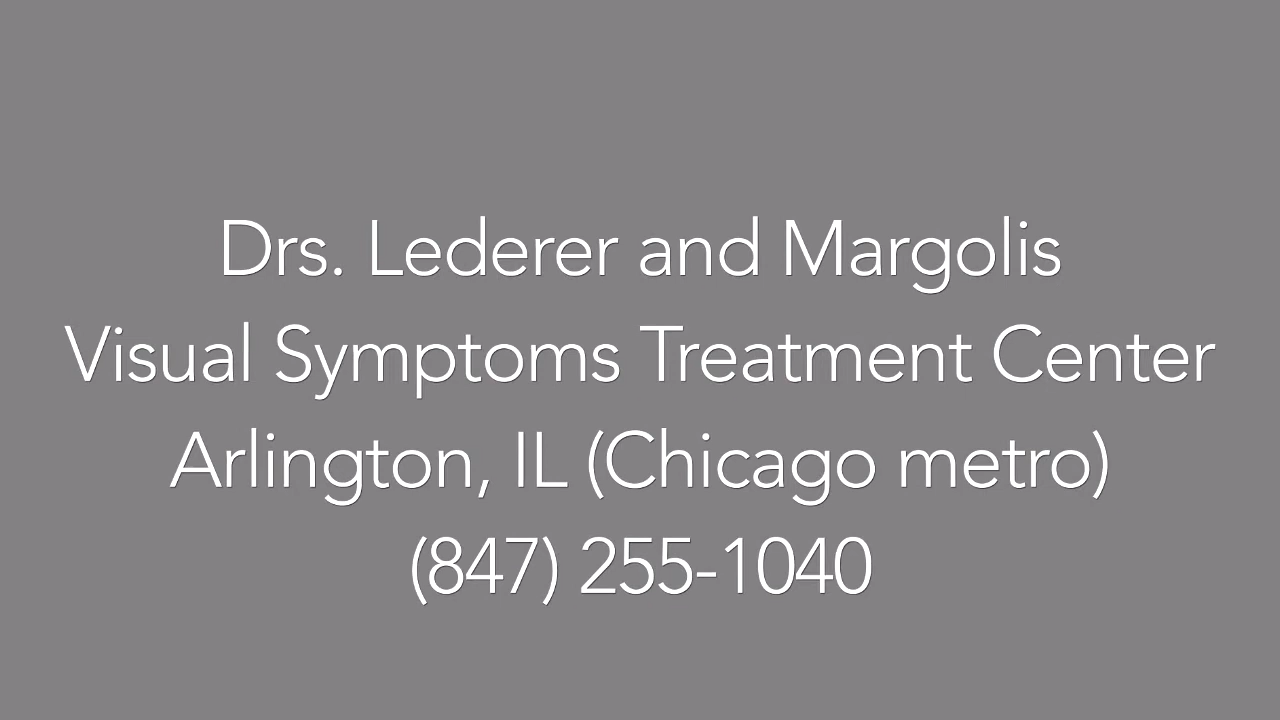 Drs. Lederer and Margolis
Visual Symptoms Treatment Center
Arlington, IL (Chicago metro)
(847) 255-1040